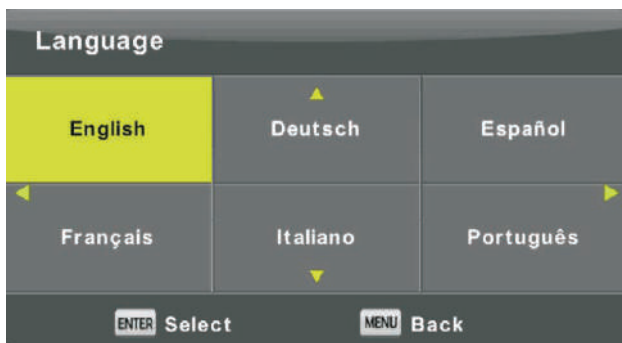 Language
English Deutsch Español
Français Italiano Português
ENTER Select MENU Back